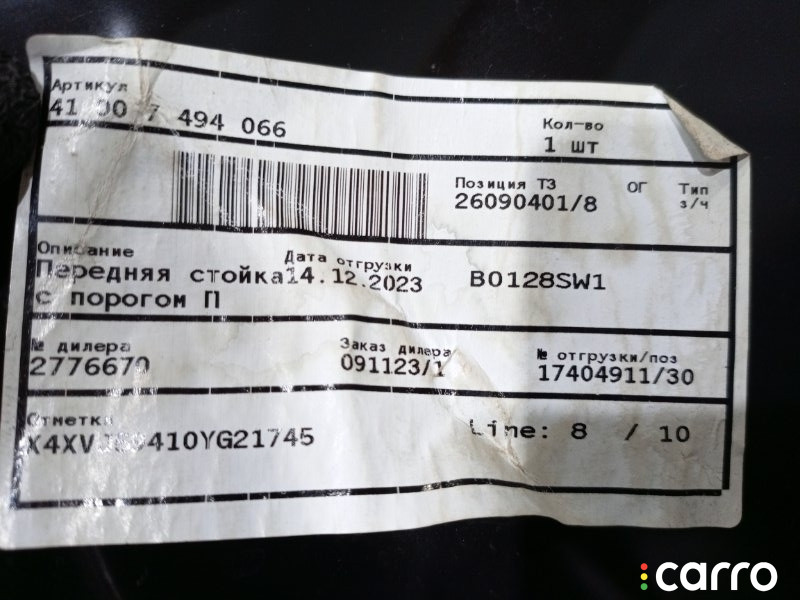 Артикул
7 494 066
Кол-во
1 шт
Позиция ТЗ
ОГ
Тип
з/ч
26090401/8
Описание
Дата отгрузки
Передняя стойка
14.12.2023
B0128SW1
с порогом П
№ дилера
Заказ дилера
№ отгрузки/поз
2776670
091123/1
17404911/30
Отметка
Line: 8 / 10
carro